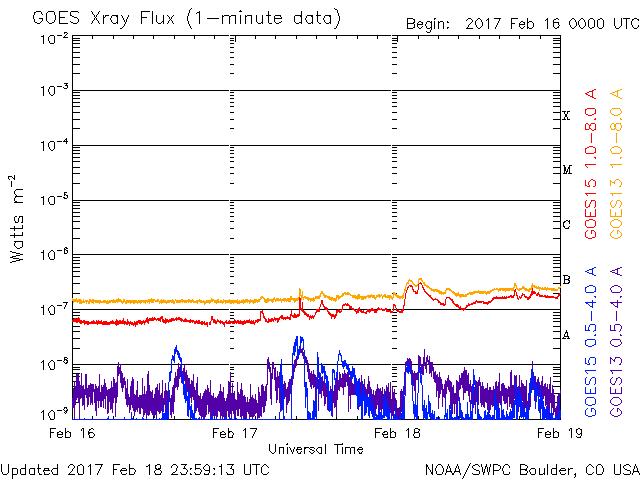 GOES Xray Flux (1-minute data)
Begin: 2017 Feb 16 0000 UTC
10⁻²
10⁻³
10⁻⁴
10⁻⁵
10⁻⁶
10⁻⁷
10⁻⁸
10⁻⁹
Watts m⁻²
X
M
C
B
A
GOES15 1.0-8.0 A
GOES13 1.0-8.0 A
GOES15 0.5-4.0 A
GOES13 0.5-4.0 A
Feb 16 Feb 17 Feb 18 Feb 19
Universal Time
Updated 2017 Feb 18 23:59:13 UTC
NOAA/SWPC Boulder, CO USA